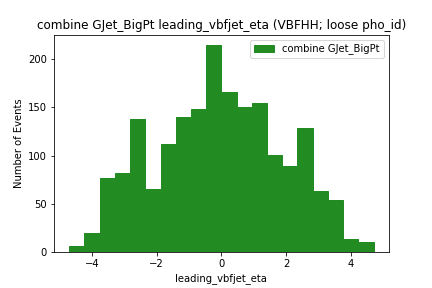 combine GJet_BigPt leading_vbfjet_eta (VBFHH; loose pho_id)
combine GJet_BigPt
Number of Events
200
150
100
50
0
−4
−2
0
2
4
leading_vbfjet_eta